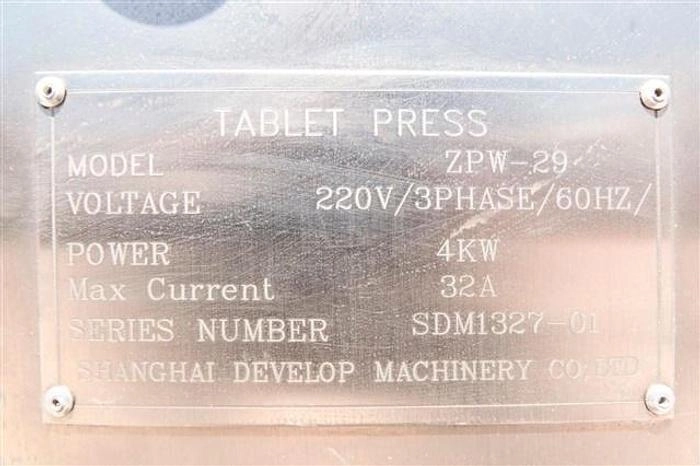 TABLET PRESS
MODEL ZPW-29
VOLTAGE 220V/3PHASE/60HZ/
POWER 4KW
Max Current 32A
SERIES NUMBER SDM1327-01
SHANGHAI DEVELOP MACHINERY CO;LTD